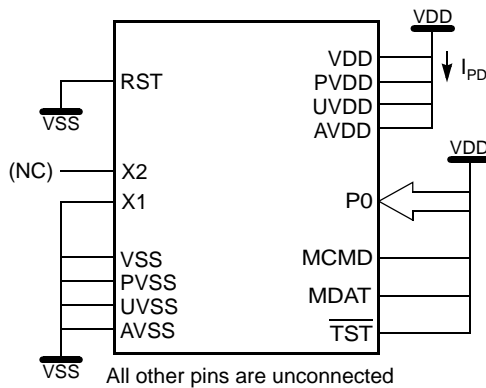 VDD
VDD
RST
PVDD
I PD
UVDD
VSS
AVDD
VDD
(NC)
X2
X1
P0
VSS
MCMD
PVSS
UVSS
MDAT
AVSS
TST
VSS
All other pins are unconnected